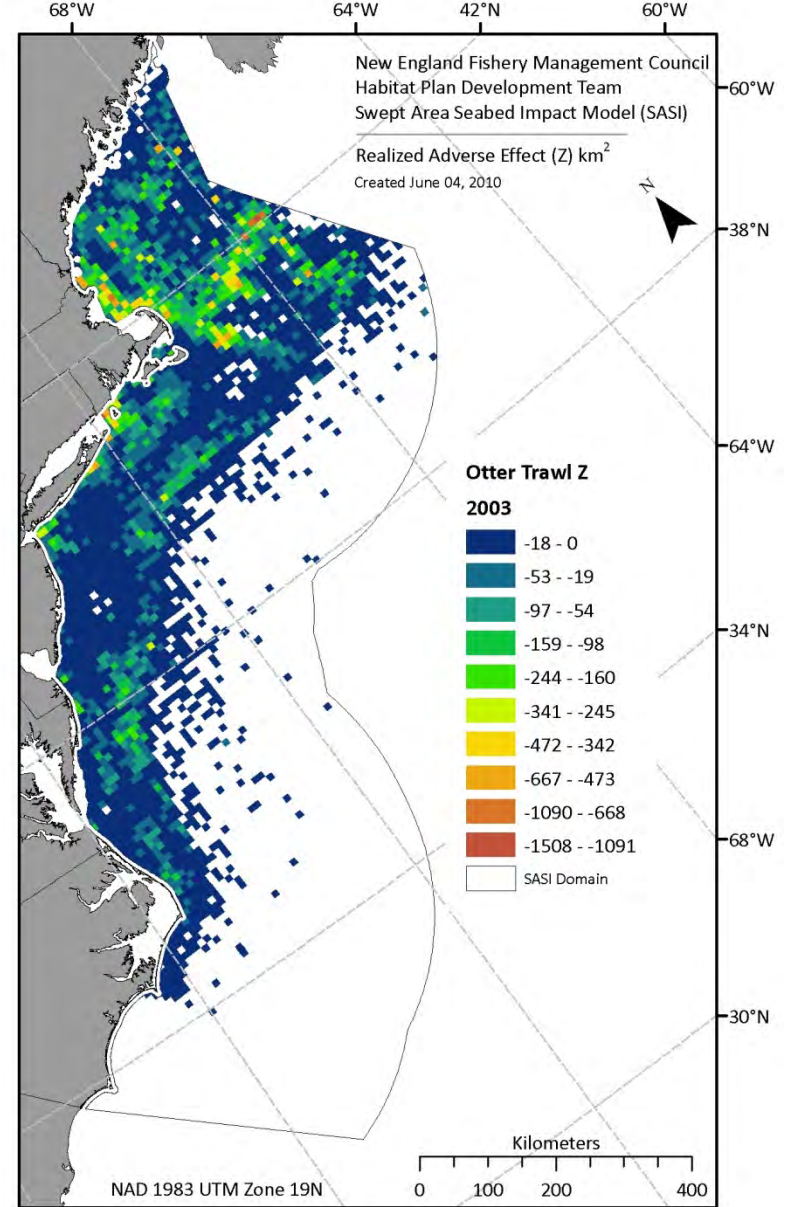 68°W 64°W 42°N 60°W
New England Fishery Management Council
Habitat Plan Development Team
Swept Area Seabed Impact Model (SASI)
Realized Adverse Effect (Z) km²
Created June 04, 2010
N
60°W
38°N
64°W
34°N
68°W
30°N
Otter Trawl Z
2003
-18 - 0
-53 - -19
-97 - -54
-159 - -98
-244 - -160
-341 - -245
-472 - -342
-667 - -473
-1090 - -668
-1508 - -1091
SASI Domain
Kilometers
0 100 200 400
NAD 1983 UTM Zone 19N